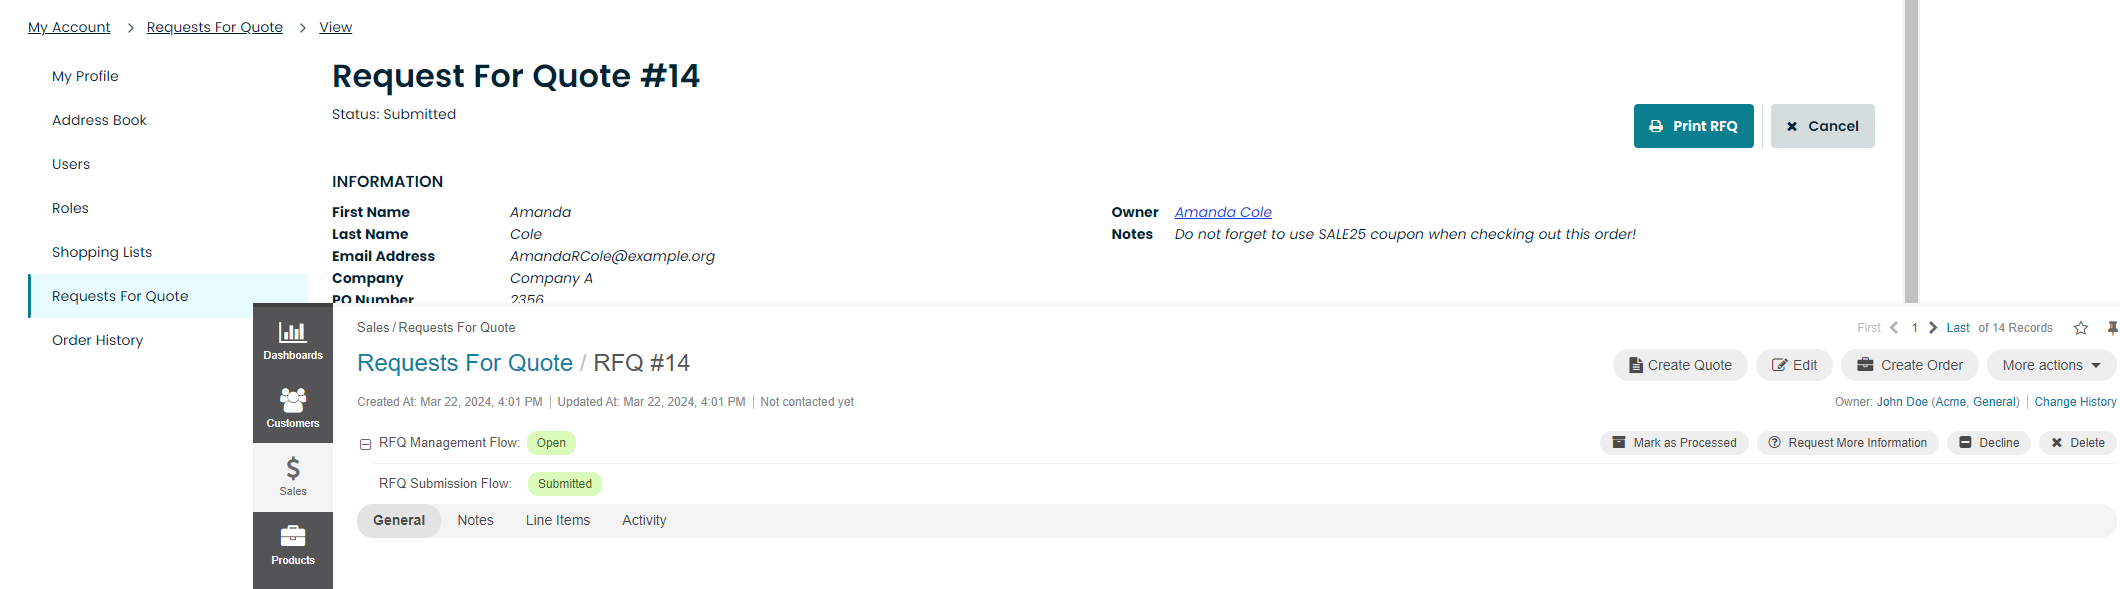 My Account > Requests For Quote > View
My Profile
Address Book
Users
Roles
Shopping Lists
Requests For Quote
Order History
Request For Quote #14
Status: Submitted
Print RFQ
Cancel
INFORMATION
First Name Amanda
Last Name Cole
Email Address AmandaRCole@example.org
Company Company A
PO Number 2356
Owner Amanda Cole
Notes Do not forget to use SALE25 coupon when checking out this order!
Dashboards
Customers
Sales
Products
Sales / Requests For Quote
First 1 Last of 14 Records
Requests For Quote / RFQ #14
Create Quote
Edit
Create Order
More actions
Created At: Mar 22, 2024, 4:01 PM Updated At: Mar 22, 2024, 4:01 PM Not contacted yet
Owner: John Doe (Acme, General) Change History
RFQ Management Flow: Open
Mark as Processed
Request More Information
Decline
Delete
RFQ Submission Flow: Submitted
General Notes Line Items Activity